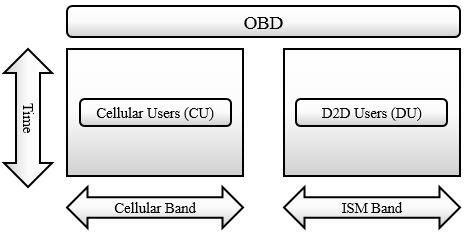 OBD
Time
Cellular Users (CU)
D2D Users (DU)
Cellular Band
ISM Band